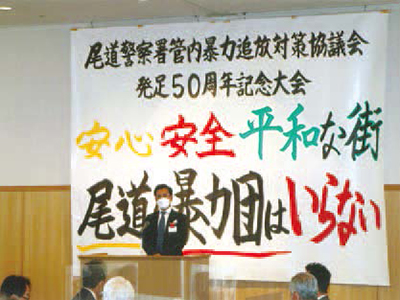 尾道警察署管内暴力追放対策協議会
発足50周年記念大会
安心安全平和な街
尾道暴力団はいらない